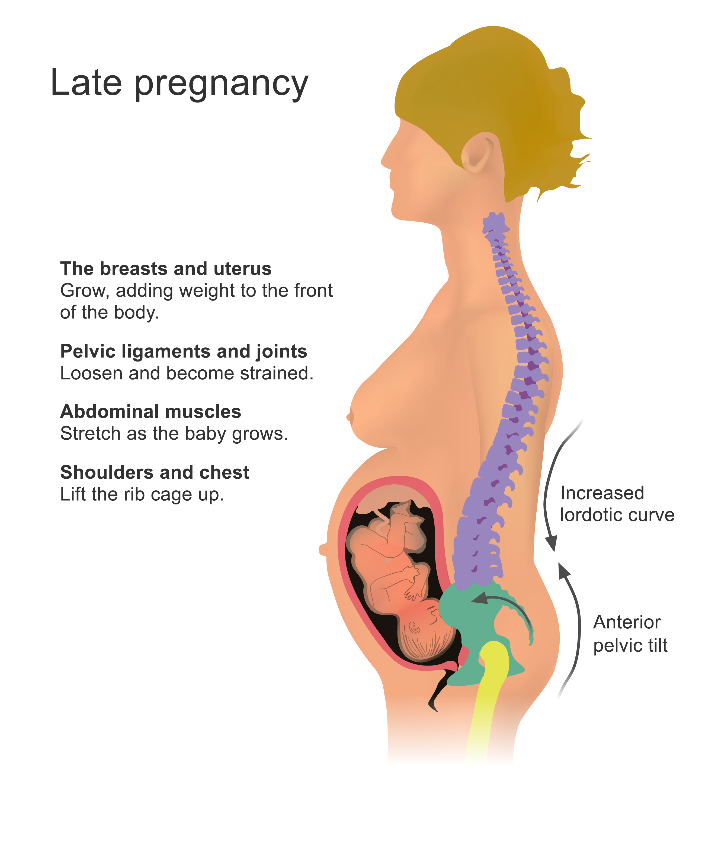 Late pregnancy
The breasts and uterus
Grow, adding weight to the front
of the body.
Pelvic ligaments and joints
Loosen and become strained.
Abdominal muscles
Stretch as the baby grows.
Shoulders and chest
Lift the rib cage up.
Increased
lordotic curve
Anterior
pelvic tilt